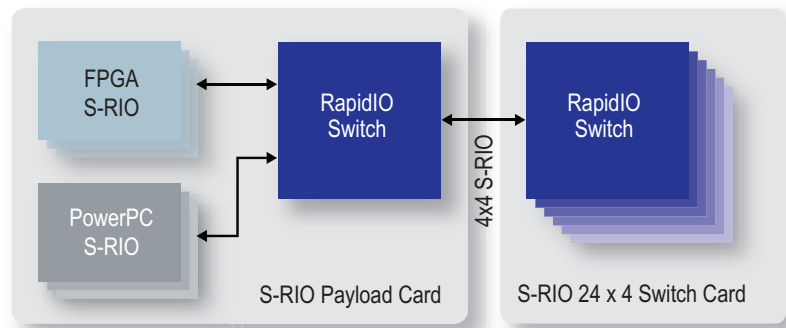 FPGA
S-RIO
PowerPC
S-RIO
RapidIO
Switch
S-RIO Payload Card
4x4 S-RIO
RapidIO
Switch
S-RIO 24 x 4 Switch Card